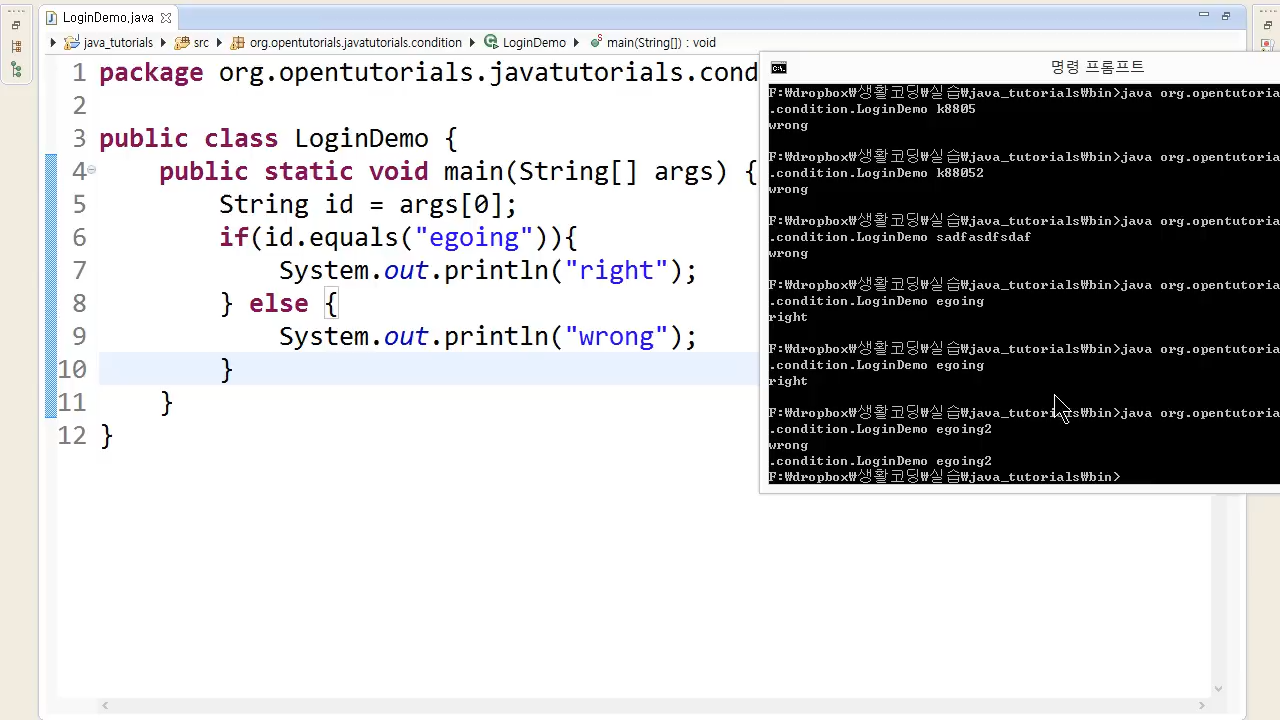 LoginDemo.java
java_tutorials src org.opentutorials.javatutorials.condition LoginDemo main(String[]) : void
1 package org.opentutorials.javatutorials.cond
2
3 public class LoginDemo {
4 public static void main(String[] args) {
5 String id = args[0];
6 if(id.equals("egoing")){
7 System.out.println("right");
8 } else {
9 System.out.println("wrong");
10 }
11 }
12 }
명령 프롬프트
F:₩dropbox₩생활코딩₩실습₩java_tutorials₩bin>java org.opentutoria
.condition.LoginDemo k8805
wrong
F:₩dropbox₩생활코딩₩실습₩java_tutorials₩bin>java org.opentutoria
.condition.LoginDemo k88052
wrong
F:₩dropbox₩생활코딩₩실습₩java_tutorials₩bin>java org.opentutoria
.condition.LoginDemo sadfasdfsdaf
wrong
F:₩dropbox₩생활코딩₩실습₩java_tutorials₩bin>java org.opentutoria
.condition.LoginDemo egoing
right
F:₩dropbox₩생활코딩₩실습₩java_tutorials₩bin>java org.opentutoria
.condition.LoginDemo egoing
right
F:₩dropbox₩생활코딩₩실습₩java_tutorials₩bin>java org.opentutoria
.condition.LoginDemo egoing2
wrong
.condition.LoginDemo egoing2
F:₩dropbox₩생활코딩₩실습₩java_tutorials₩bin>